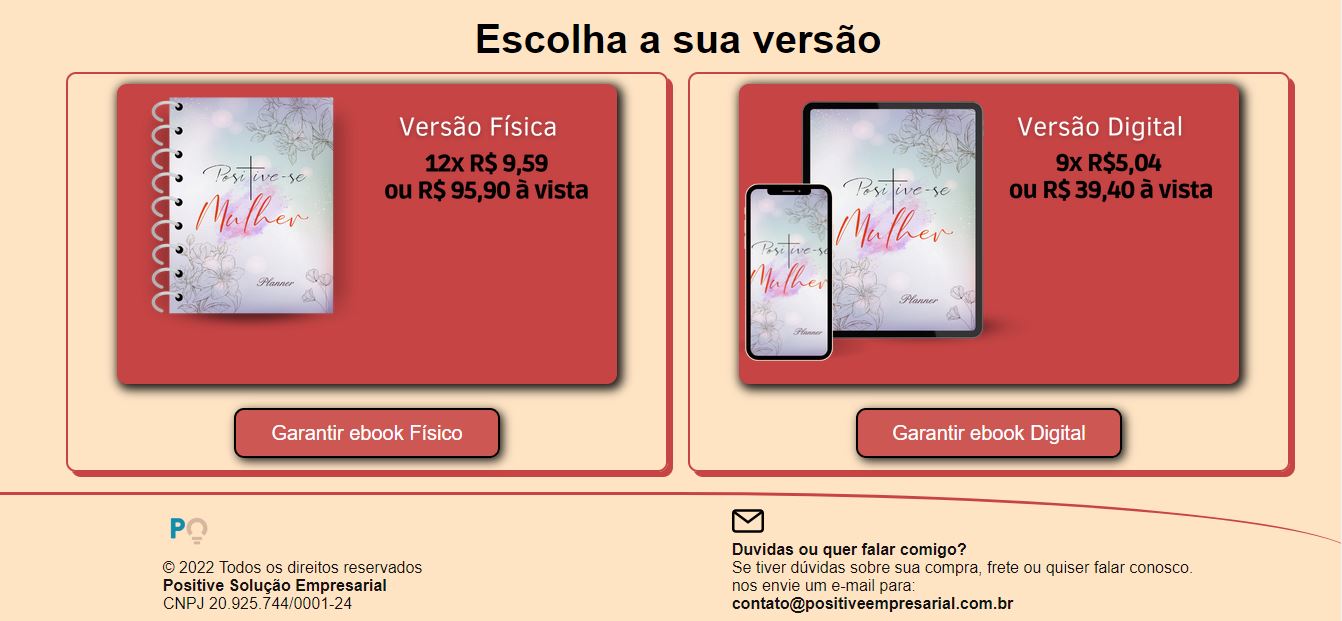 Escolha a sua versão
Positive-se
Mulher
Planner
Versão Física
12x R$ 9,59
ou R$ 95,90 à vista
Garantir ebook Físico
Positive-se
Mulher
Planner
Positive-se
Mulher
Planner
Versão Digital
9x R$5,04
ou R$ 39,40 à vista
Garantir ebook Digital
P
© 2022 Todos os direitos reservados
Positive Solução Empresarial
CNPJ 20.925.744/0001-24
Duvidas ou quer falar comigo?
Se tiver dúvidas sobre sua compra, frete ou quiser falar conosco.
nos envie um e-mail para:
contato@positiveempresarial.com.br